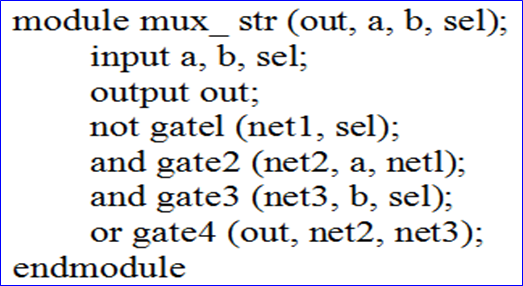 module mux_ str (out, a, b, sel);
input a, b, sel;
output out;
not gatel (net1, sel);
and gate2 (net2, a, netl);
and gate3 (net3, b, sel);
or gate4 (out, net2, net3);
endmodule